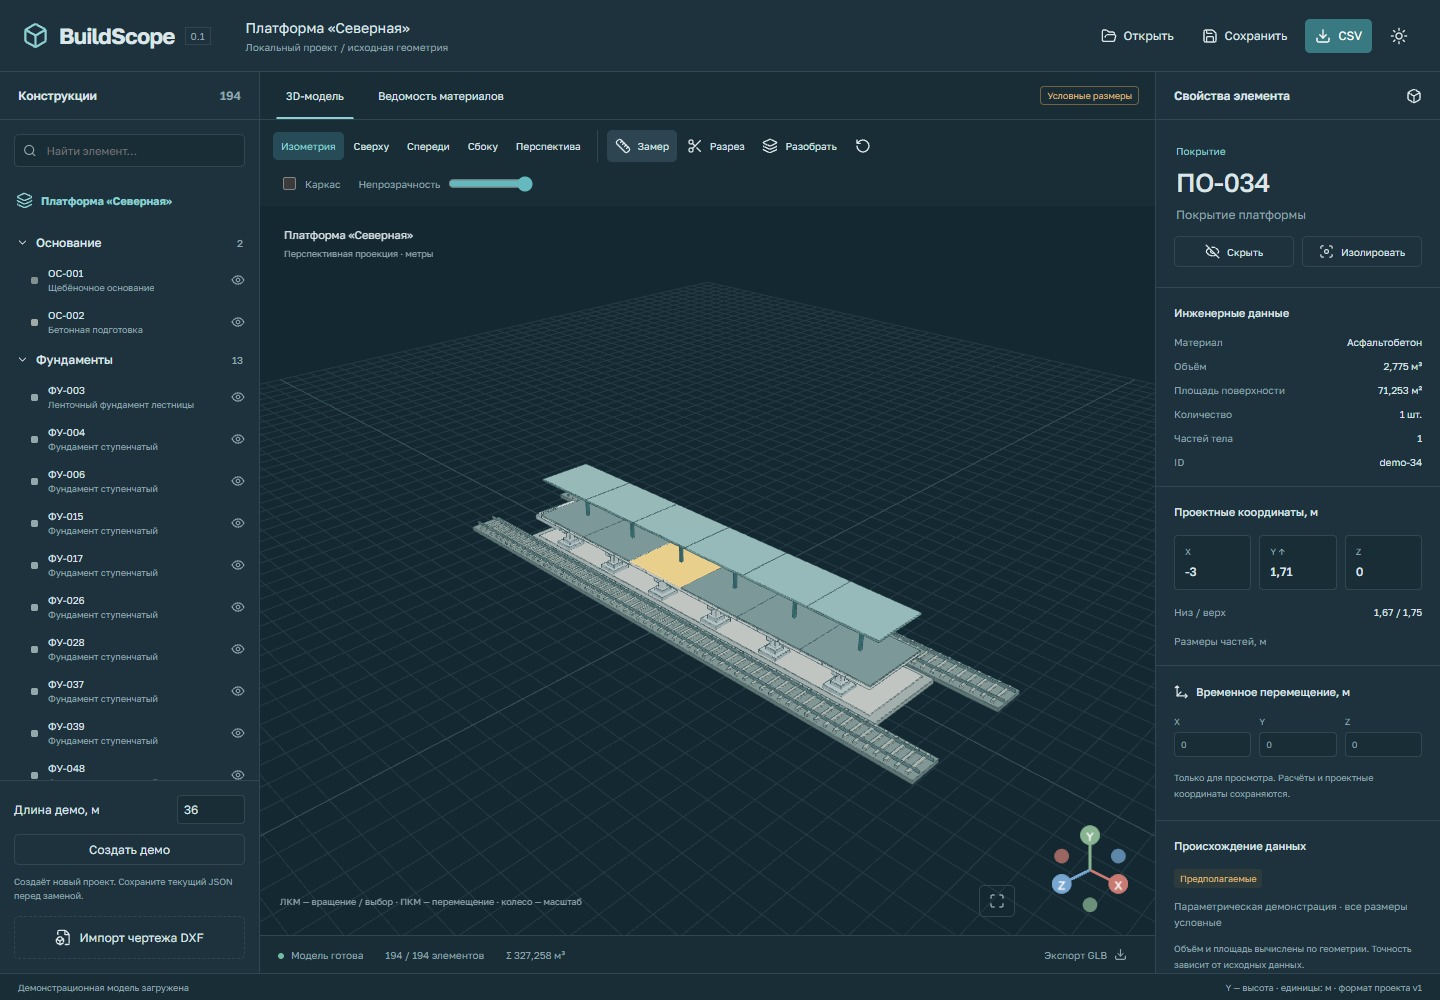 BuildScope 0.1
Платформа «Северная»
Локальный проект / исходная геометрия
Открыть
Сохранить
CSV
Конструкции 194
Найти элемент...
Платформа «Северная»
Основание 2
ОС-001
Щебёночное основание
ОС-002
Бетонная подготовка
Фундаменты 13
ФУ-003
Ленточный фундамент лестницы
ФУ-004
Фундамент ступенчатый
ФУ-006
Фундамент ступенчатый
ФУ-015
Фундамент ступенчатый
ФУ-017
Фундамент ступенчатый
ФУ-026
Фундамент ступенчатый
ФУ-028
Фундамент ступенчатый
ФУ-037
Фундамент ступенчатый
ФУ-039
Фундамент ступенчатый
ФУ-048
Длина демо, м 36
Создать демо
Создаёт новый проект. Сохраните текущий JSON
перед заменой.
Импорт чертежа DXF
3D-модель
Ведомость материалов
Условные размеры
Изометрия
Сверху
Спереди
Сбоку
Перспектива
Замер
Разрез
Разобрать
Каркас
Непрозрачность
Платформа «Северная»
Перспективная проекция · метры
Y
Z
X
ЛКМ — вращение / выбор · ПКМ — перемещение · колесо — масштаб
Модель готова
194 / 194 элементов
Σ 327,258 м³
Экспорт GLB
Свойства элемента
Покрытие
ПО-034
Покрытие платформы
Скрыть
Изолировать
Инженерные данные
Материал Асфальтобетон
Объём 2,775 м³
Площадь поверхности 71,253 м²
Количество 1 шт.
Частей тела 1
ID demo-34
Проектные координаты, м
X Y ↑ Z
-3 1,71 0
Низ / верх 1,67 / 1,75
Размеры частей, м
Временное перемещение, м
X Y Z
0 0 0
Только для просмотра. Расчёты и проектные
координаты сохраняются.
Происхождение данных
Предполагаемые
Параметрическая демонстрация · все размеры
условные
Объём и площадь вычислены по геометрии. Точность
зависит от исходных данных.
Демонстрационная модель загружена
Y — высота · единицы: м · формат проекта v1